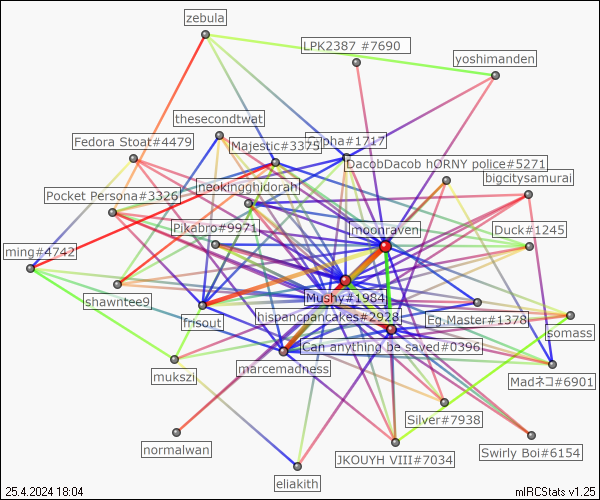 zebula
LPK2387 #7690
yoshimanden
thesecondtwat
Fedora Stoat#4479
Majestic#3375
#1717
DacobDacob hORNY police#5271
bigcitysamurai
neokingghidorah
Pocket Persona#3326
Pikabro#9971
moonraven
Duck#1245
ming#4742
shawntee9
Mushy#1984
frisout
hispancpancakes#2928
Eg.Master#1378
somass
Can anything be saved#0396
marcemadness
mukszi
Madネコ#6901
Silver#7938
normalwan
JKOUYH VIII#7034
Swirly Boi#6154
eliakith
25.4.2024 18:04
mIRCStats v1.25